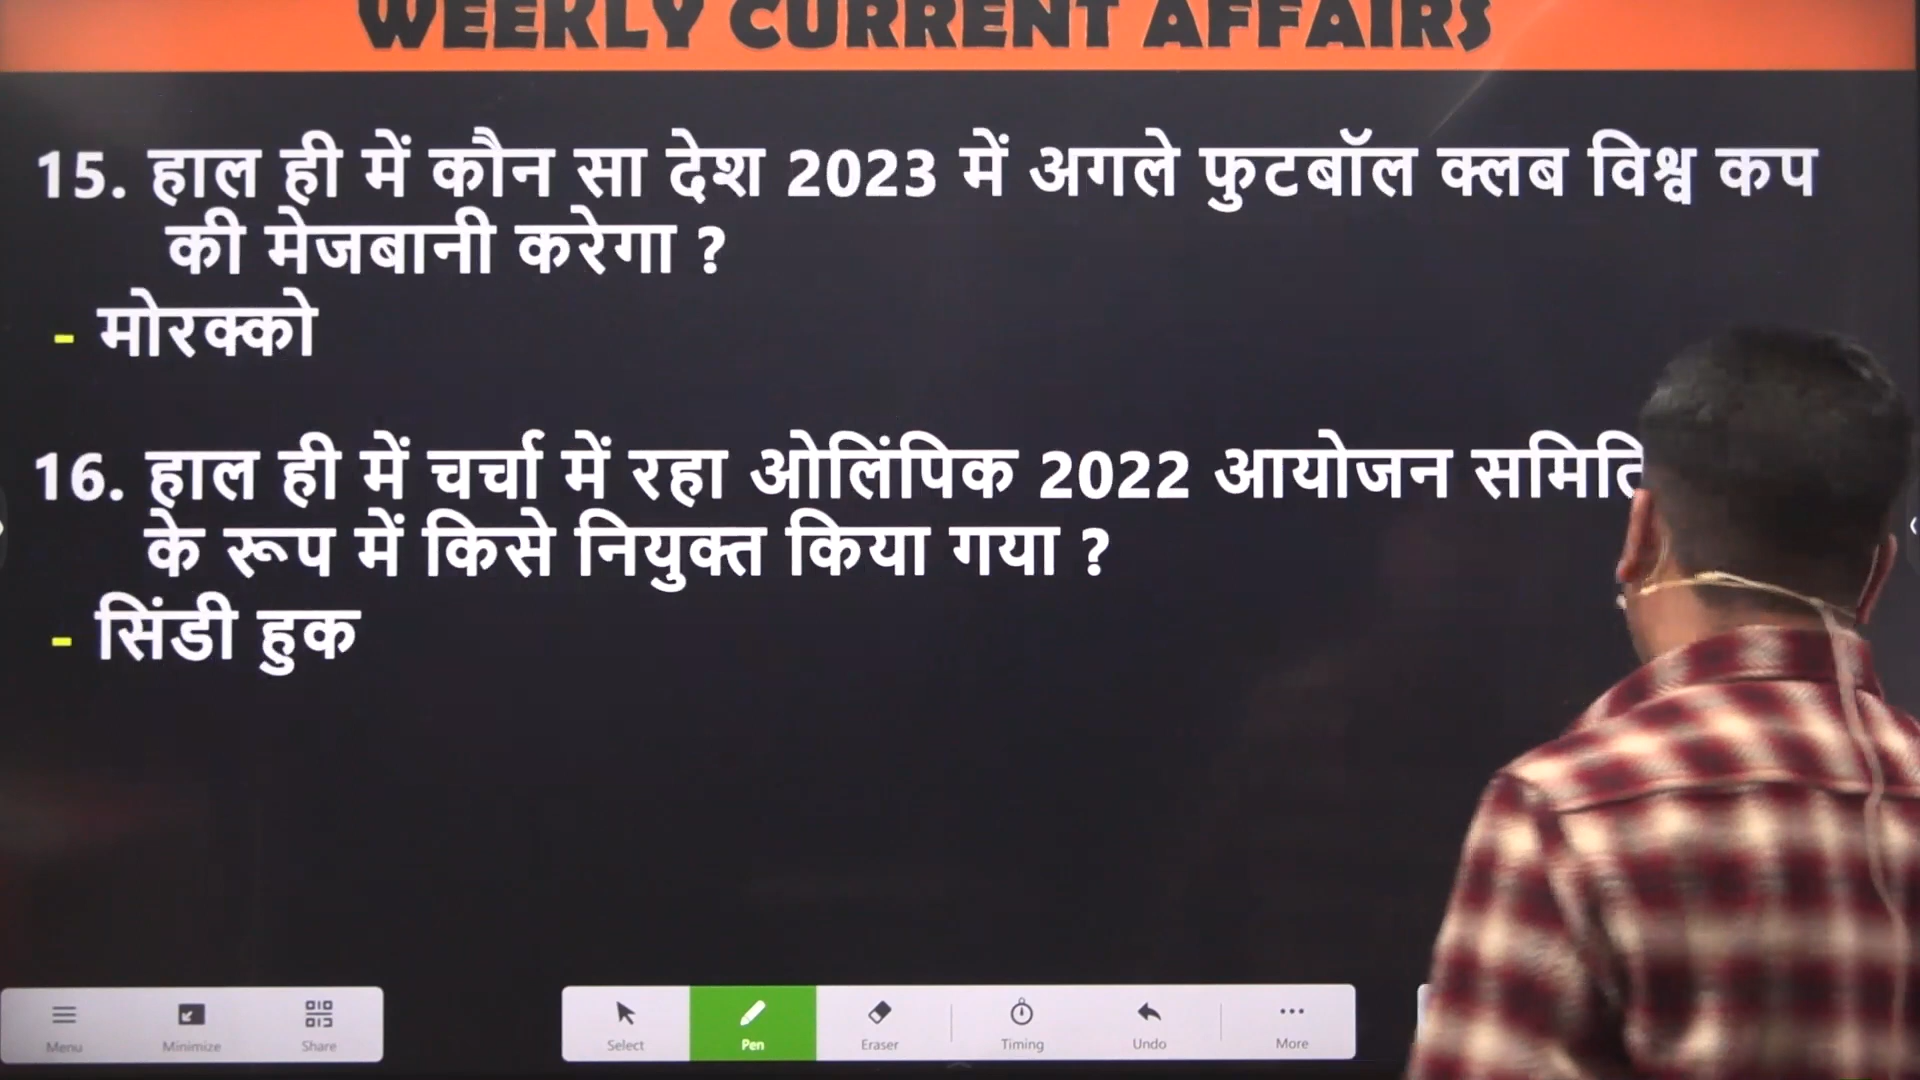 WEEKLY CURRENT AFFAIRS
15. हाल ही में कौन सा देश 2023 में अगले फुटबॉल क्लब विश्व कप
की मेजबानी करेगा ?
- मोरक्को
16. हाल ही में चर्चा में रहा ओलिंपिक 2022 आयोजन समिति
के रूप में किसे नियुक्त किया गया ?
- सिंडी हुक
Menu Minimize Share Select Pen Eraser Timing Undo More